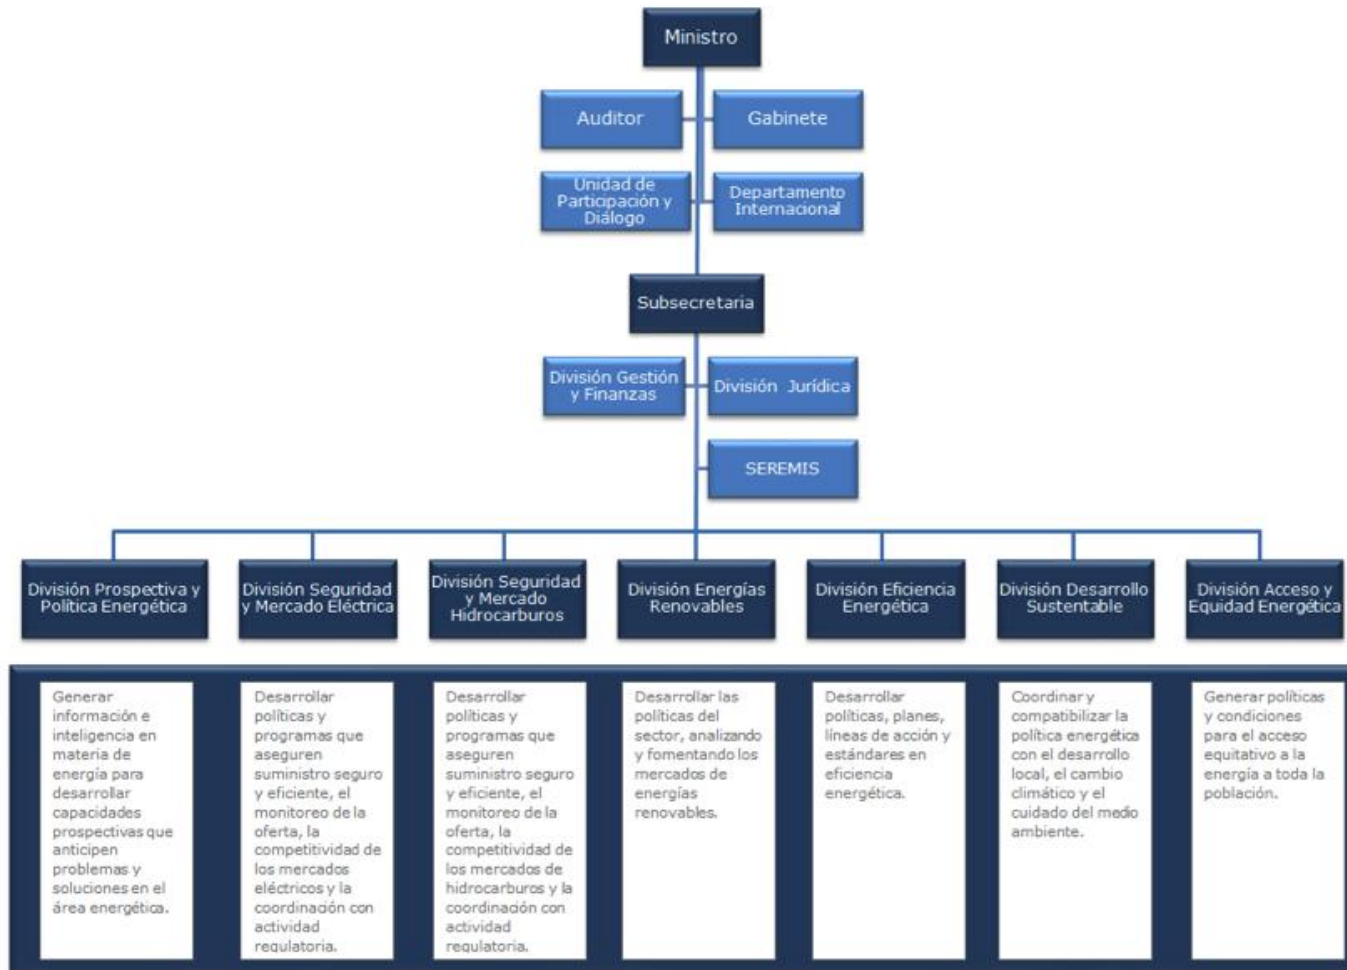 Ministro
Auditor
Gabinete
Unidad de
Participación y
Diálogo
Departamento
Internacional
Subsecretaria
División Gestión
y Finanzas
División Jurídica
SEREMIS
División Prospectiva y
Política Energética
División Seguridad
y Mercado Eléctrica
División Seguridad
y Mercado
Hidrocarburos
División Energías
Renovables
División Eficiencia
Energética
División Desarrollo
Sustentable
División Acceso y
Equidad Energética
Generar
información e
inteligencia en
materia de
energía para
desarrollar
capacidades
prospectivas que
anticipen
problemas y
soluciones en el
área energética.
Desarrollar
políticas y
programas que
aseguren
suministro seguro
y eficiente, el
monitoreo de la
oferta, la
competitividad de
los mercados
eléctricos y la
coordinación con
actividad
regulatoria.
Desarrollar
políticas y
programas que
aseguren
suministro seguro
y eficiente, el
monitoreo de la
oferta, la
competitividad de
los mercados de
hidrocarburos y la
coordinación con
actividad
regulatoria.
Desarrollar las
políticas del
sector, analizando
y fomentando los
mercados de
energías
renovables.
Desarrollar
políticas, planes,
líneas de acción y
estándares en
eficiencia
energética.
Coordinar y
compatibilizar la
política energética
con el desarrollo
local, el cambio
climático y el
cuidado del medio
ambiente.
Generar políticas
y condiciones
para el acceso
equitativo a la
energía a toda la
población.